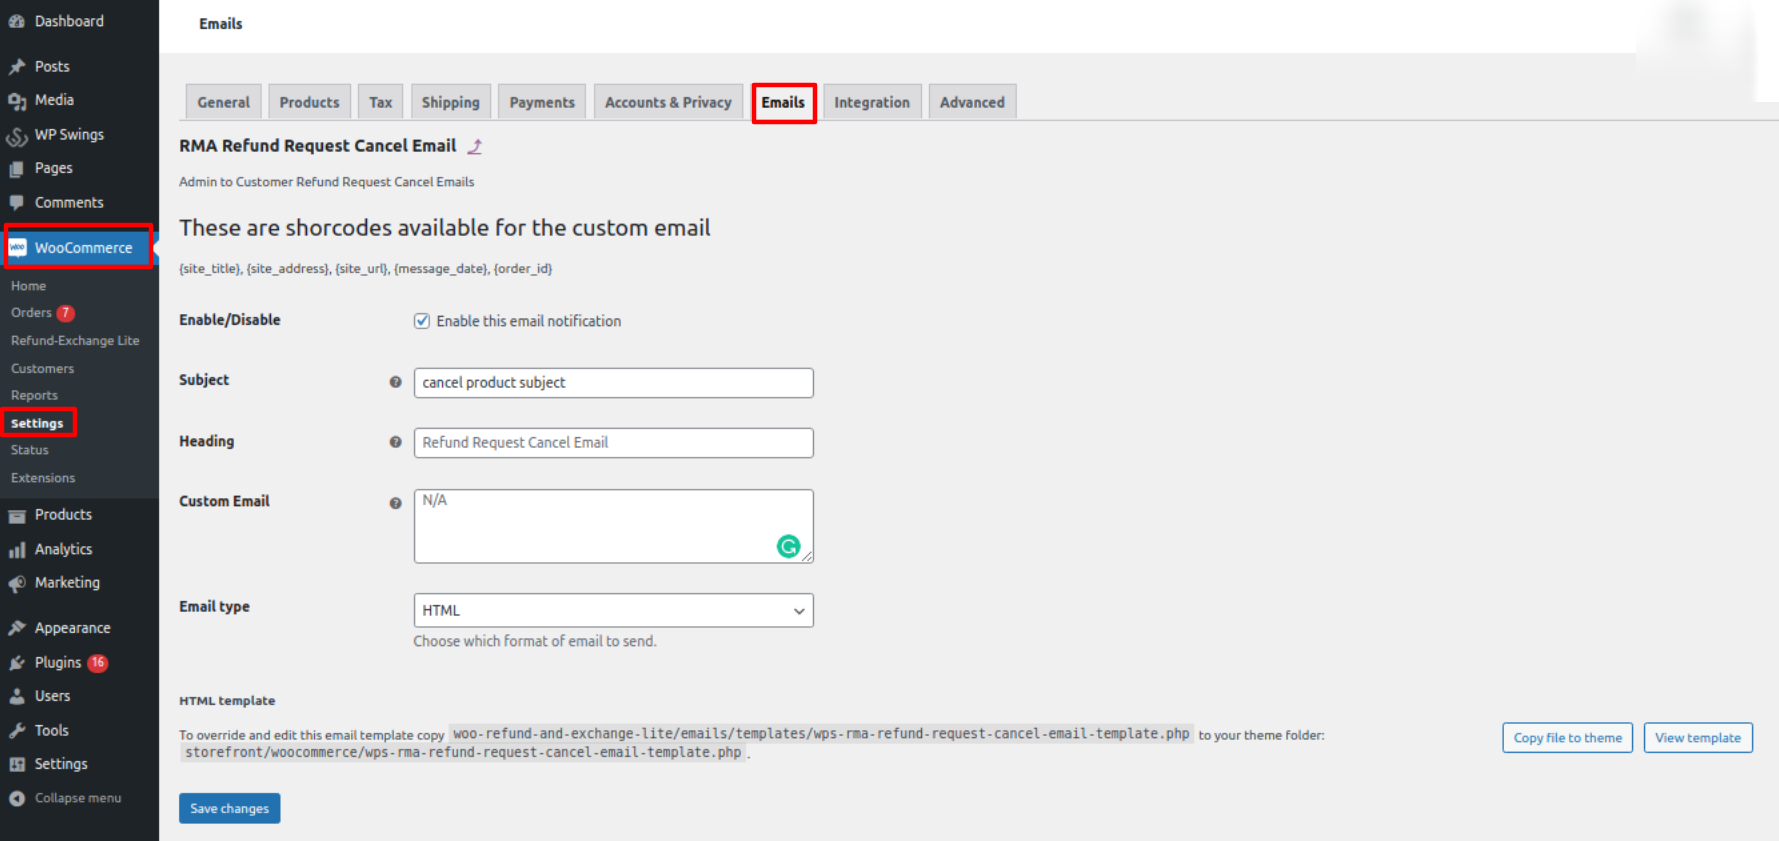 Dashboard
Posts
Media
WP Swings
Pages
Comments
WooCommerce
Home
Orders 7
Refund-Exchange Lite
Customers
Reports
Settings
Status
Extensions
Products
Analytics
Marketing
Appearance
Plugins 16
Users
Tools
Settings
Collapse menu
Emails
General Products Tax Shipping Payments Accounts & Privacy Emails Integration Advanced
RMA Refund Request Cancel Email
Admin to Customer Refund Request Cancel Emails
These are shorcodes available for the custom email
{site_title}, {site_address}, {site_url}, {message_date}, {order_id}
Enable/Disable Enable this email notification
Subject cancel product subject
Heading Refund Request Cancel Email
Custom Email N/A
Email type HTML
Choose which format of email to send.
HTML template
To override and edit this email template copy woo-refund-and-exchange-lite/emails/templates/wps-rma-refund-request-cancel-email-template.php to your theme folder:
storefront/woocommerce/wps-rma-refund-request-cancel-email-template.php .
Copy file to theme View template
Save changes